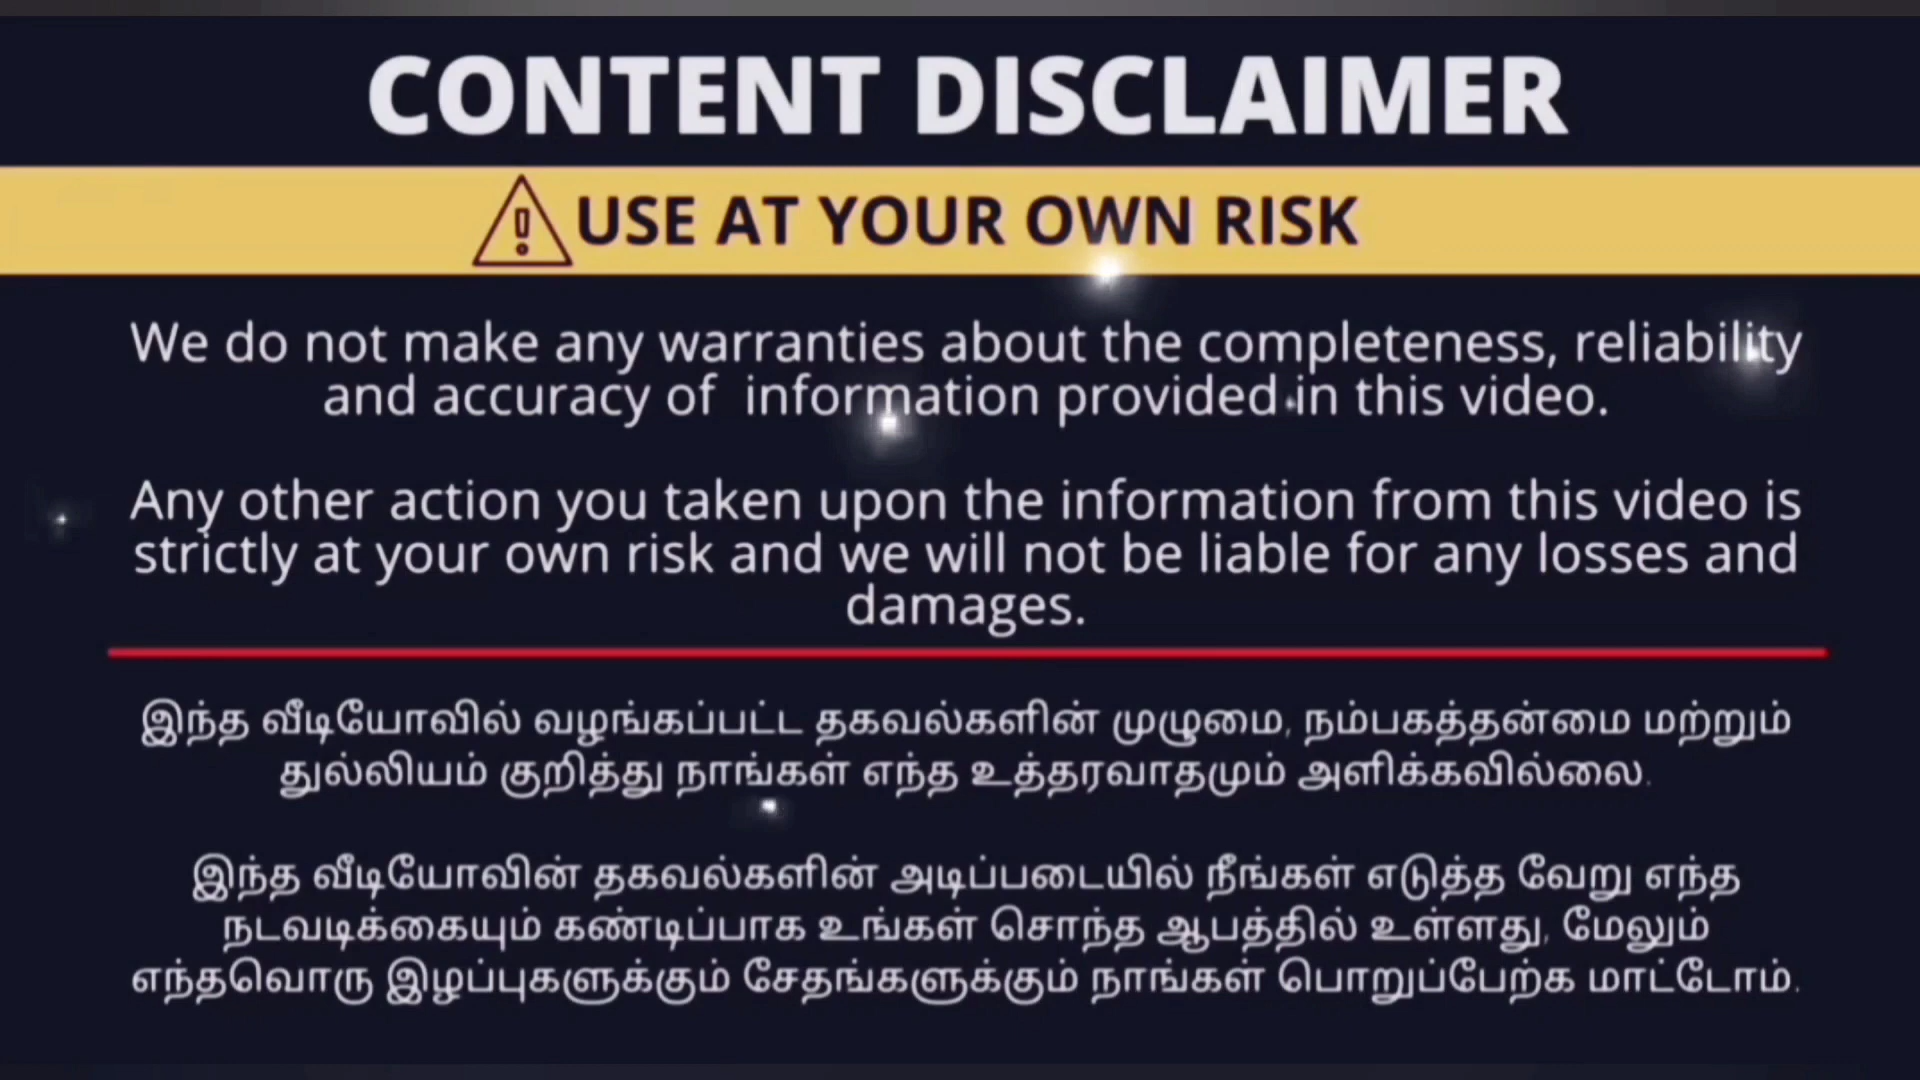 CONTENT DISCLAIMER
USE AT YOUR OWN RISK
We do not make any warranties about the completeness, reliability
and accuracy of information provided in this video.
Any other action you taken upon the information from this video is
strictly at your own risk and we will not be liable for any losses and
damages.
இந்த வீடியோவில் வழங்கப்பட்ட தகவல்களின் முழுமை, நம்பகத்தன்மை மற்றும்
துல்லியம் குறித்து நாங்கள் எந்த உத்தரவாதமும் அளிக்கவில்லை.
இந்த வீடியோவின் தகவல்களின் அடிப்படையில் நீங்கள் எடுத்த வேறு எந்த
நடவடிக்கையும் கண்டிப்பாக உங்கள் சொந்த ஆபத்தில் உள்ளது, மேலும்
எந்தவொரு இழப்புகளுக்கும் சேதங்களுக்கும் நாங்கள் பொறுப்பேற்க மாட்டோம்.